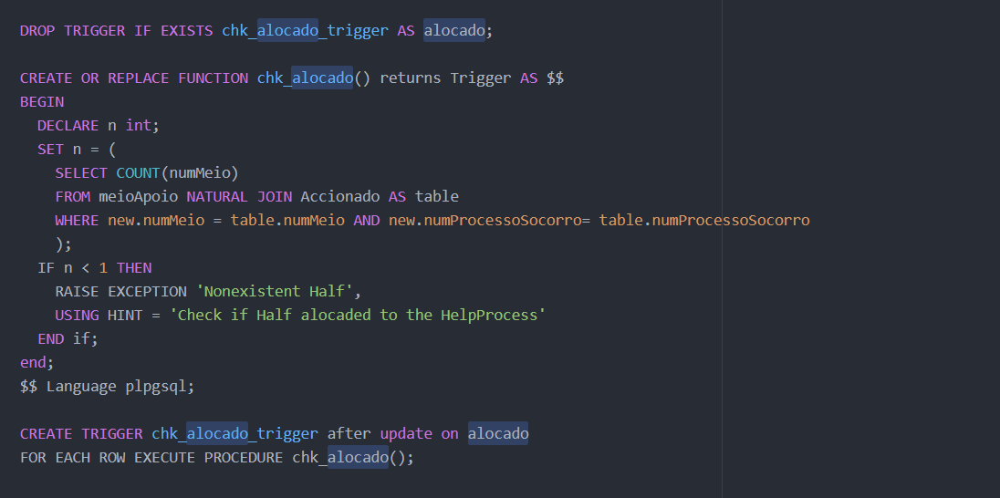 DROP TRIGGER IF EXISTS chk_alocado_trigger AS alocado;
CREATE OR REPLACE FUNCTION chk_alocado() returns Trigger AS $$
BEGIN
DECLARE n int;
SET n = (
SELECT COUNT(numMeio)
FROM meioApoio NATURAL JOIN Accionado AS table
WHERE new.numMeio = table.numMeio AND new.numProcessoSocorro= table.numProcessoSocorro
);
IF n < 1 THEN
RAISE EXCEPTION 'Nonexistent Half',
USING HINT = 'Check if Half alocaded to the HelpProcess'
END if;
end;
$$ Language plpgsql;
CREATE TRIGGER chk_alocado_trigger after update on alocado
FOR EACH ROW EXECUTE PROCEDURE chk_alocado();